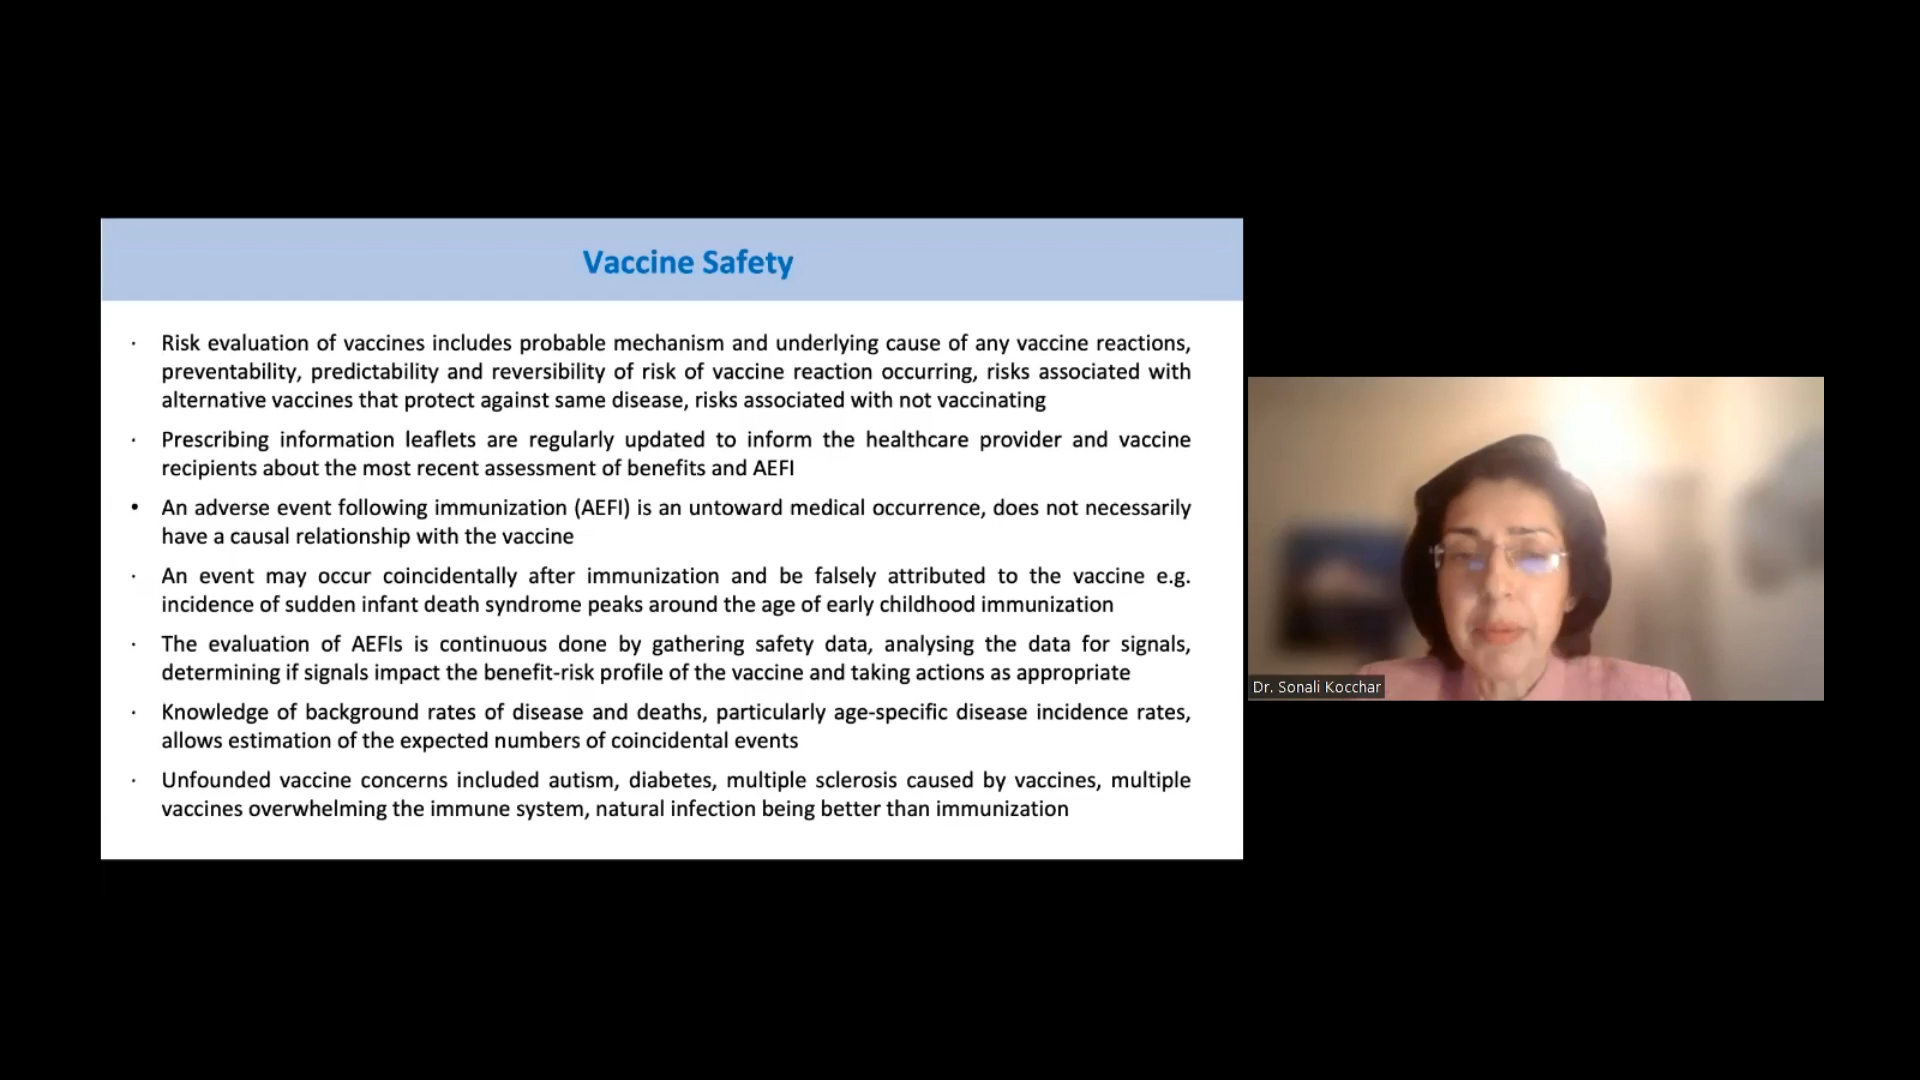 Vaccine Safety
· Risk evaluation of vaccines includes probable mechanism and underlying cause of any vaccine reactions,
preventability, predictability and reversibility of risk of vaccine reaction occurring, risks associated with
alternative vaccines that protect against same disease, risks associated with not vaccinating
· Prescribing information leaflets are regularly updated to inform the healthcare provider and vaccine
recipients about the most recent assessment of benefits and AEFI
• An adverse event following immunization (AEFI) is an untoward medical occurrence, does not necessarily
have a causal relationship with the vaccine
· An event may occur coincidentally after immunization and be falsely attributed to the vaccine e.g.
incidence of sudden infant death syndrome peaks around the age of early childhood immunization
· The evaluation of AEFIs is continuous done by gathering safety data, analysing the data for signals,
determining if signals impact the benefit-risk profile of the vaccine and taking actions as appropriate
· Knowledge of background rates of disease and deaths, particularly age-specific disease incidence rates,
allows estimation of the expected numbers of coincidental events
· Unfounded vaccine concerns included autism, diabetes, multiple sclerosis caused by vaccines, multiple
vaccines overwhelming the immune system, natural infection being better than immunization
Dr. Sonali Kocchar